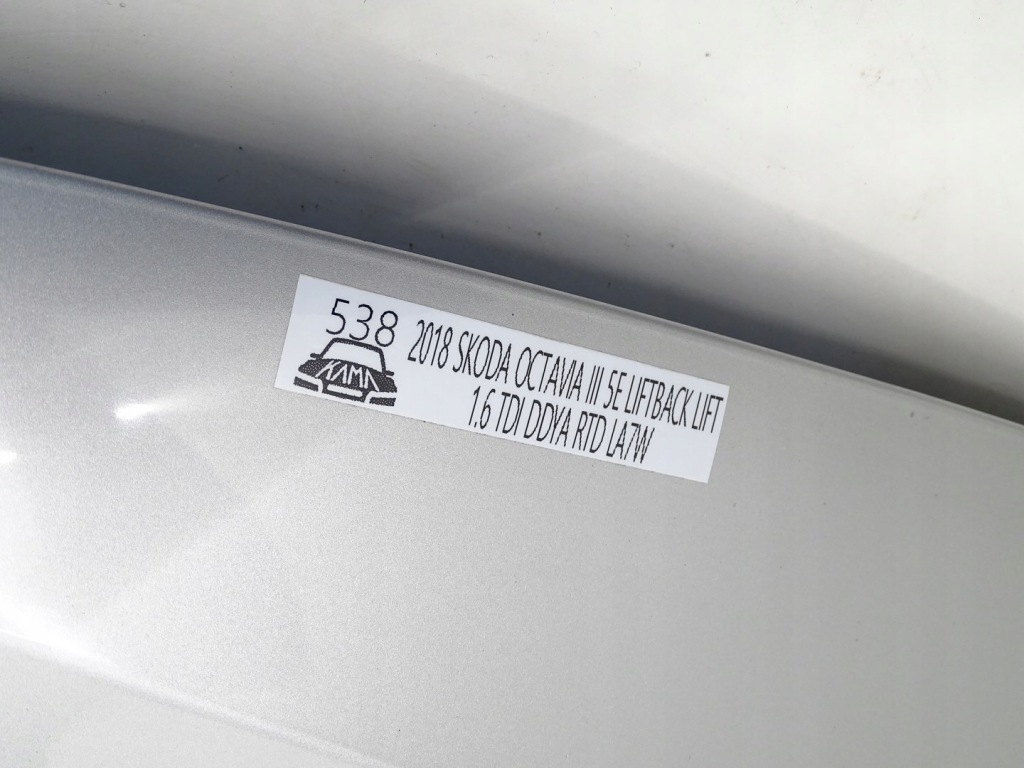 538
KAMA
2018 SKODA OCTAVIA III 5E LIFTBACK LIFT
1.6 TDI DDYA RTD LA7W